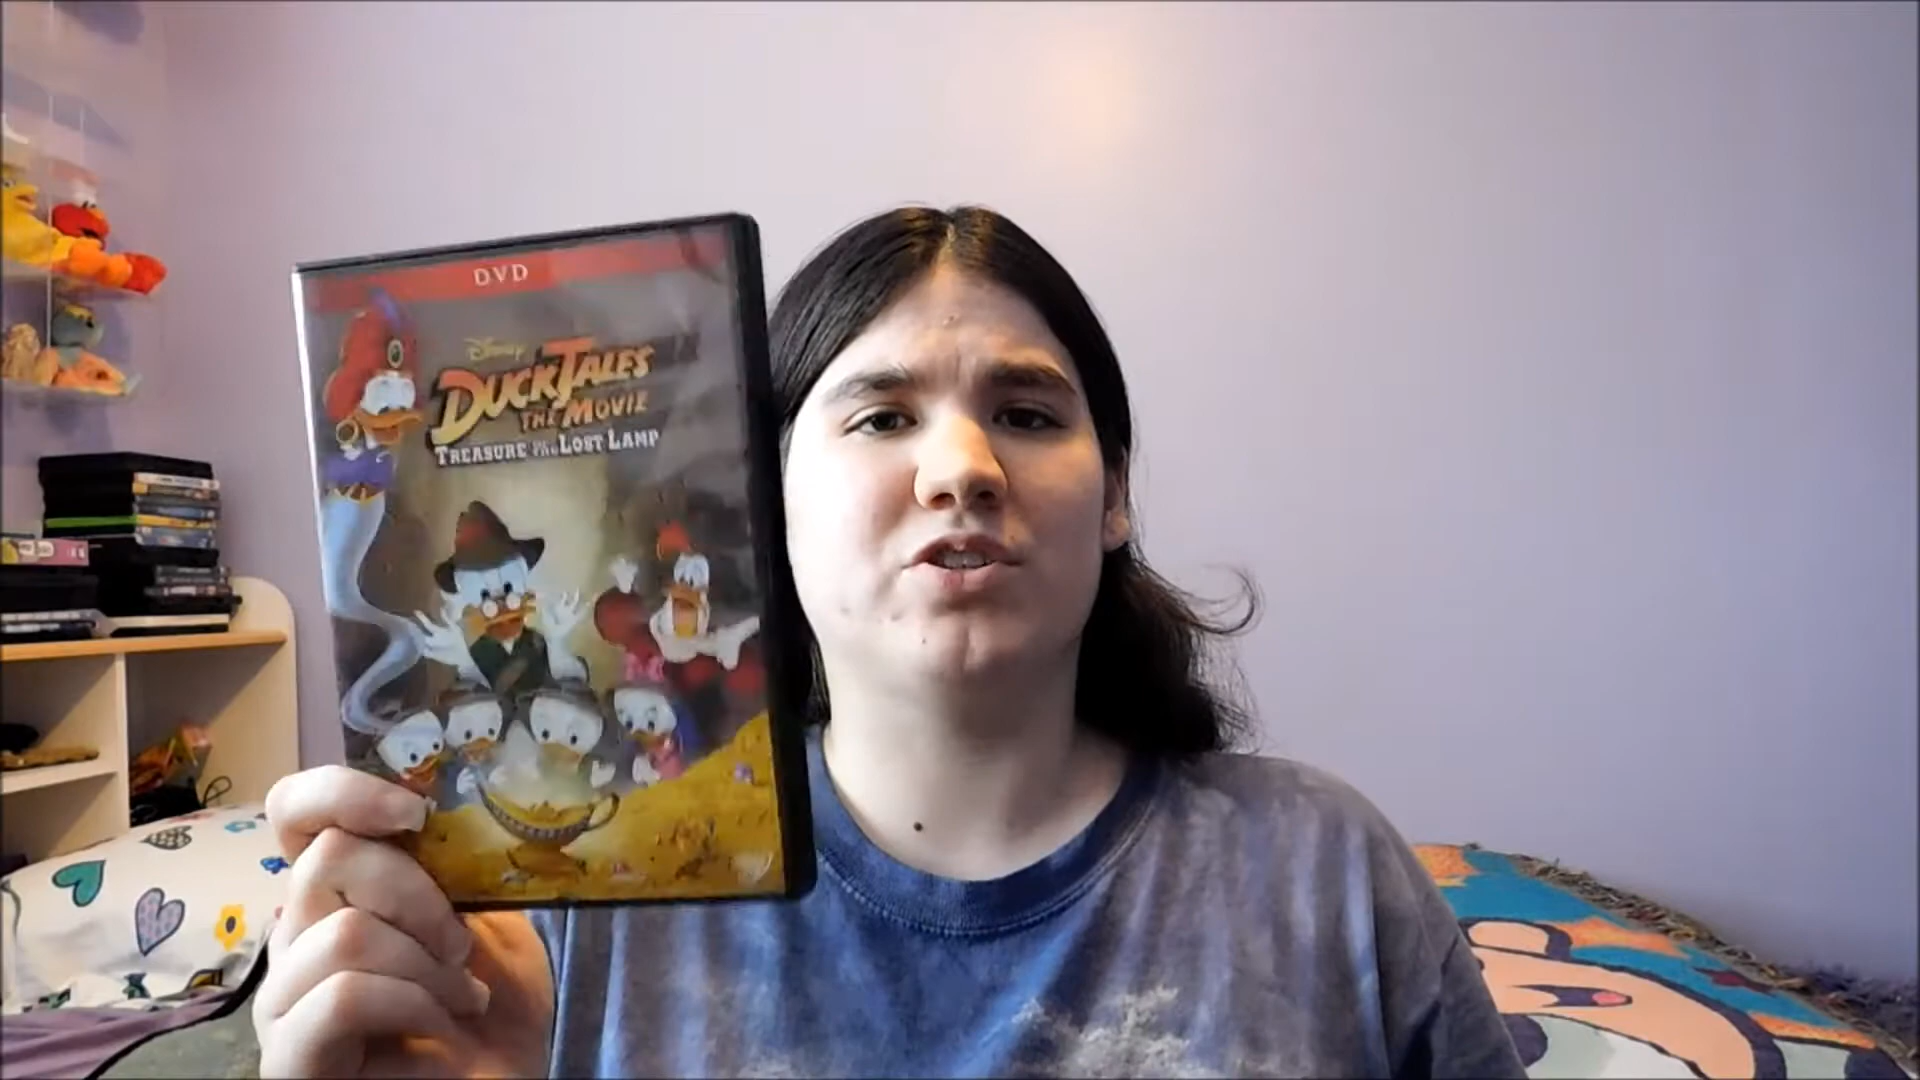 DVD
Disney
DUCKTALES
THE MOVIE
TREASURE OF THE LOST LAMP